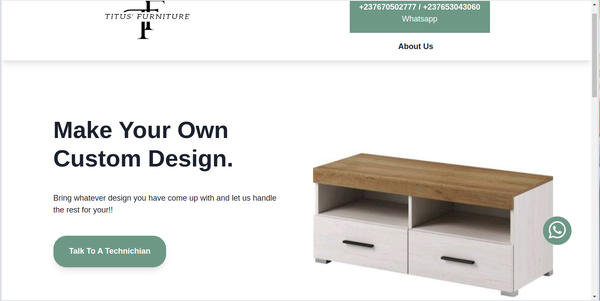 TITUS' FURNITURE
+237670502777 / +237653043060
Whatsapp
About Us
Make Your Own
Custom Design.
Bring whatever design you have come up with and let us handle
the rest for your!!
Talk To A Technichian